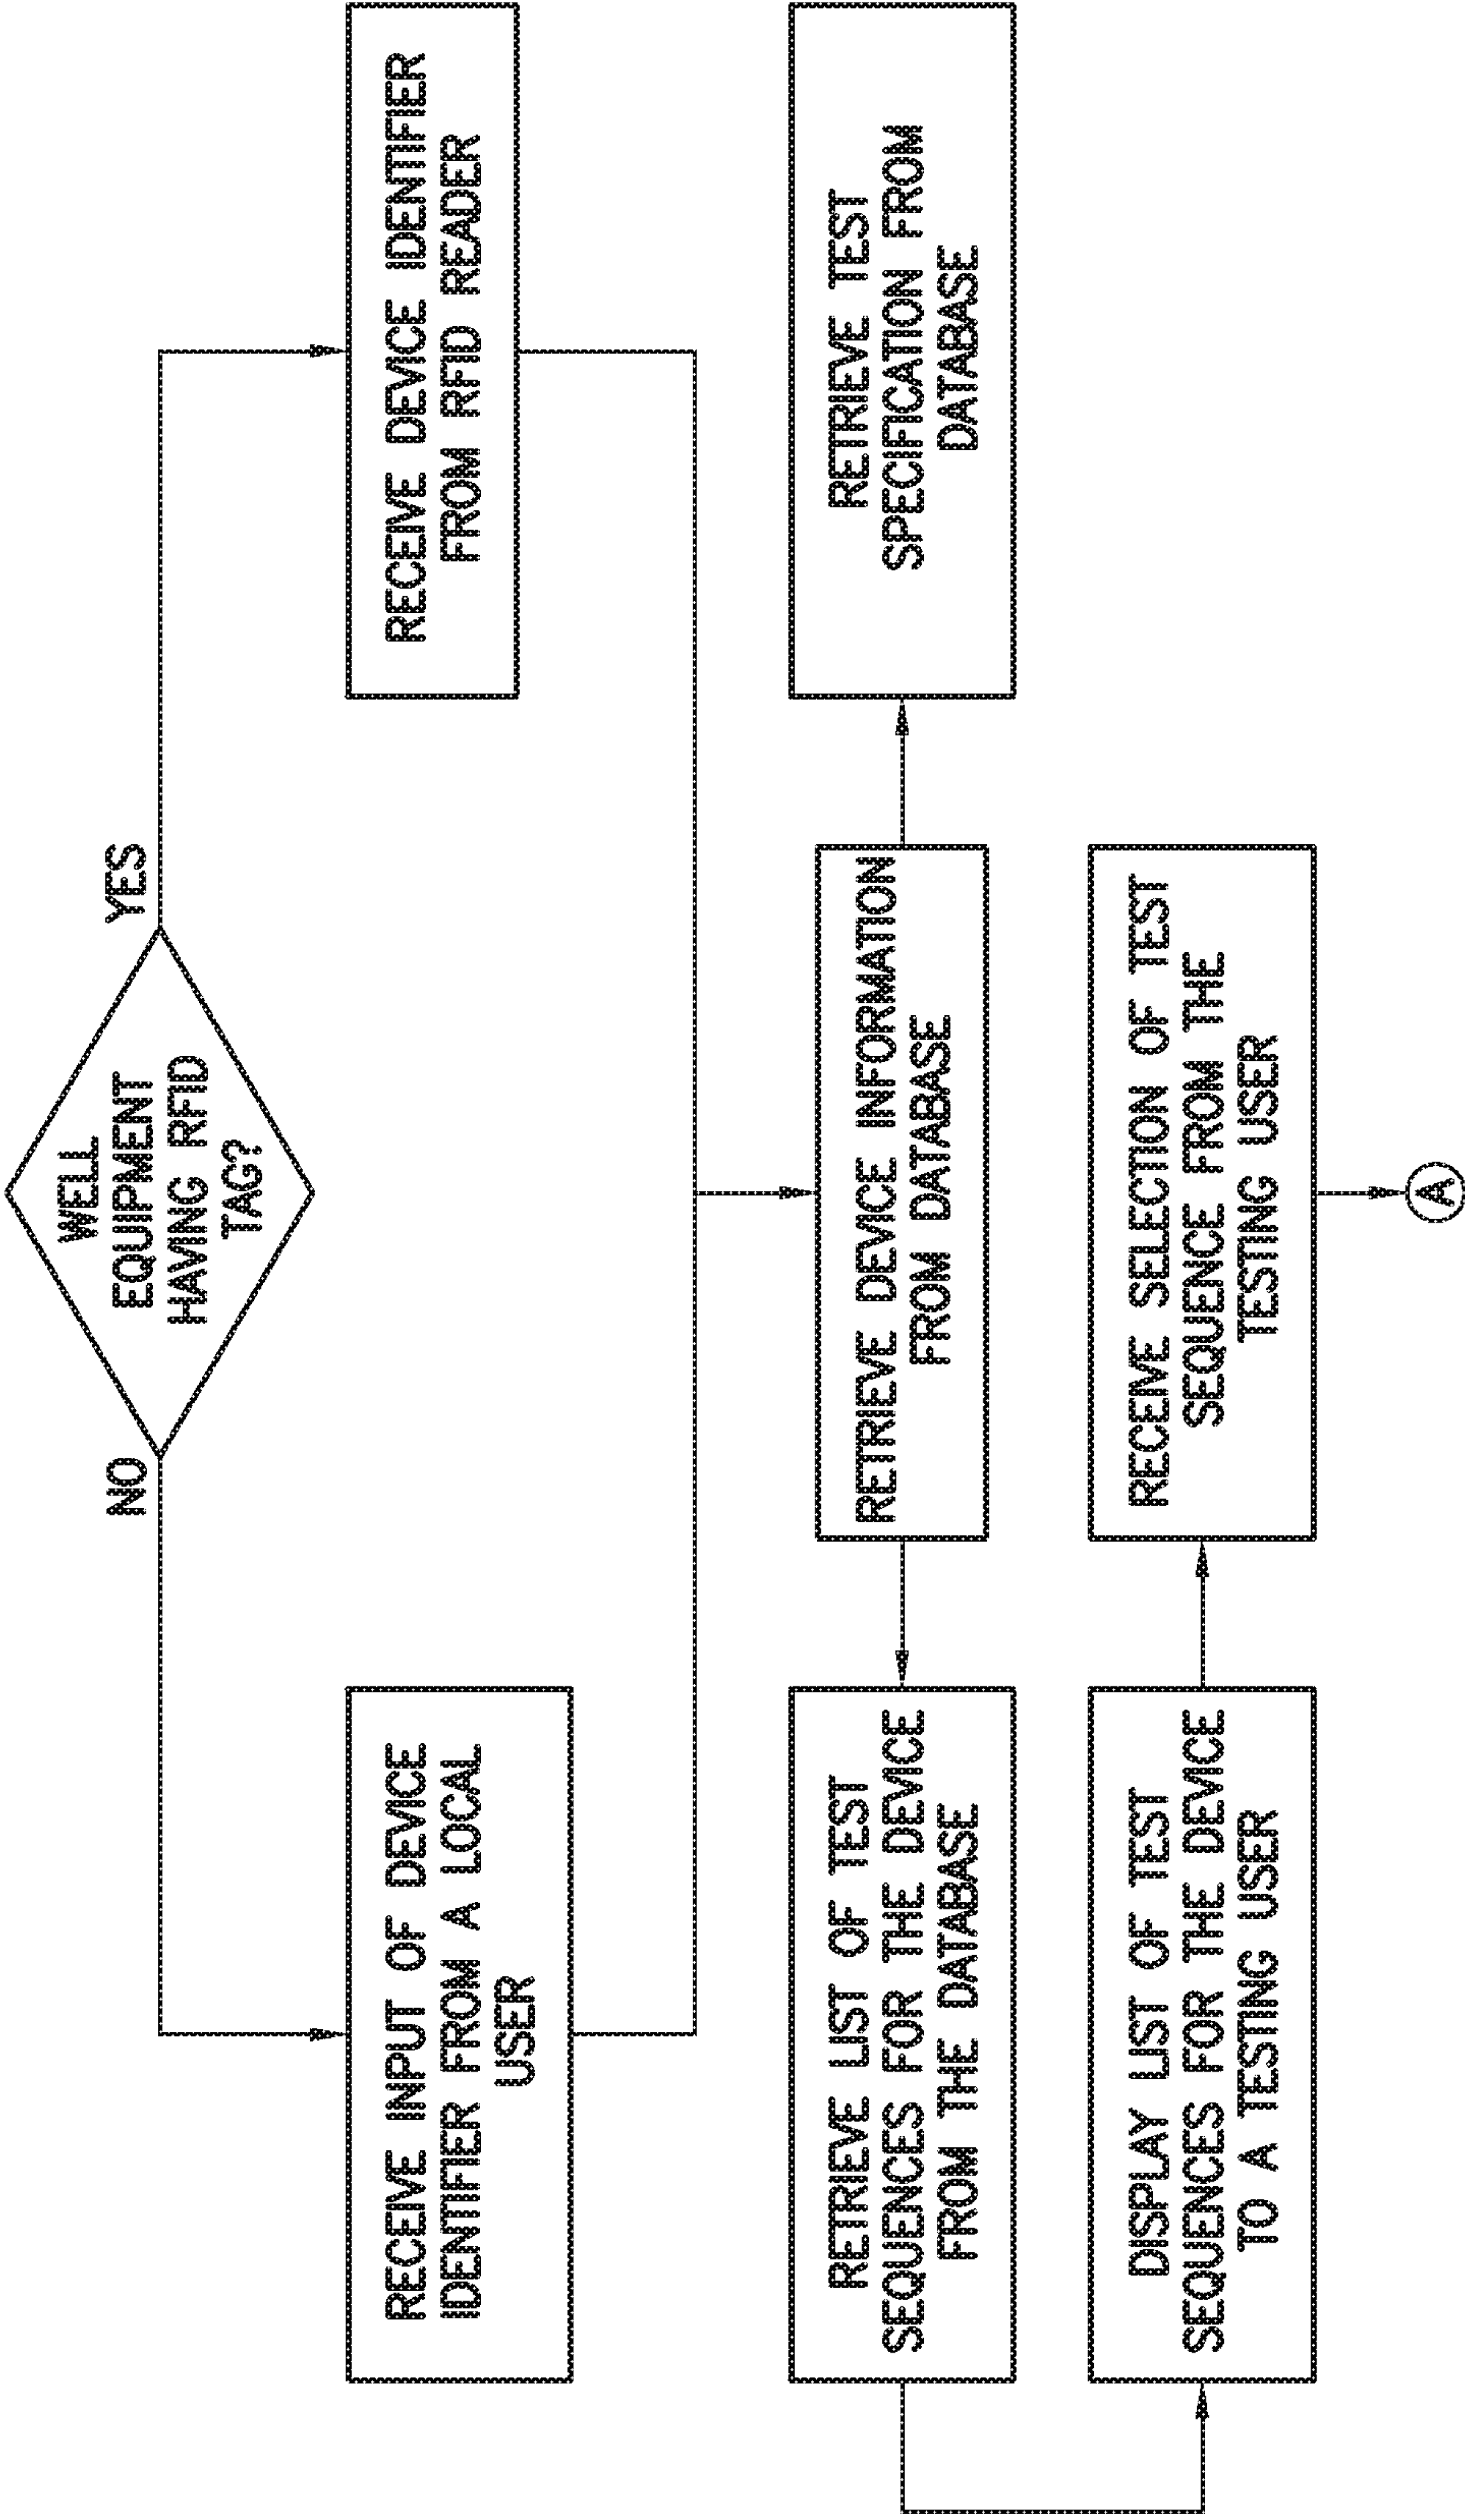 WELL
EQUIPMENT
HAVING RFID
TAG?
NO
YES
RECEIVE INPUT OF DEVICE
IDENTIFIER FROM A LOCAL
USER
RECEIVE DEVICE IDENTIFIER
FROM RFID READER
RETRIEVE LIST OF TEST
SEQUENCES FOR THE DEVICE
FROM THE DATABASE
RETRIEVE DEVICE INFORMATION
FROM DATABASE
RETRIEVE TEST
SPECIFICATION FROM
DATABASE
DISPLAY LIST OF TEST
SEQUENCES FOR THE DEVICE
TO A TESTING USER
RECEIVE SELECTION OF TEST
SEQUENCE FROM THE
TESTING USER
A